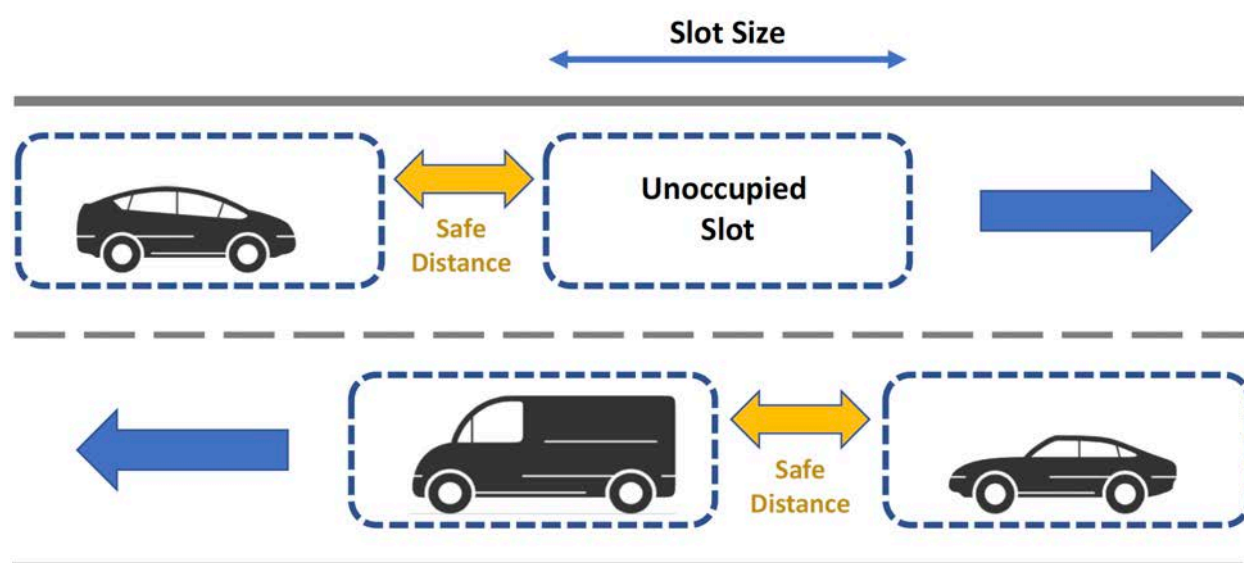 Slot Size
Unoccupied
Slot
Safe
Distance
Safe
Distance